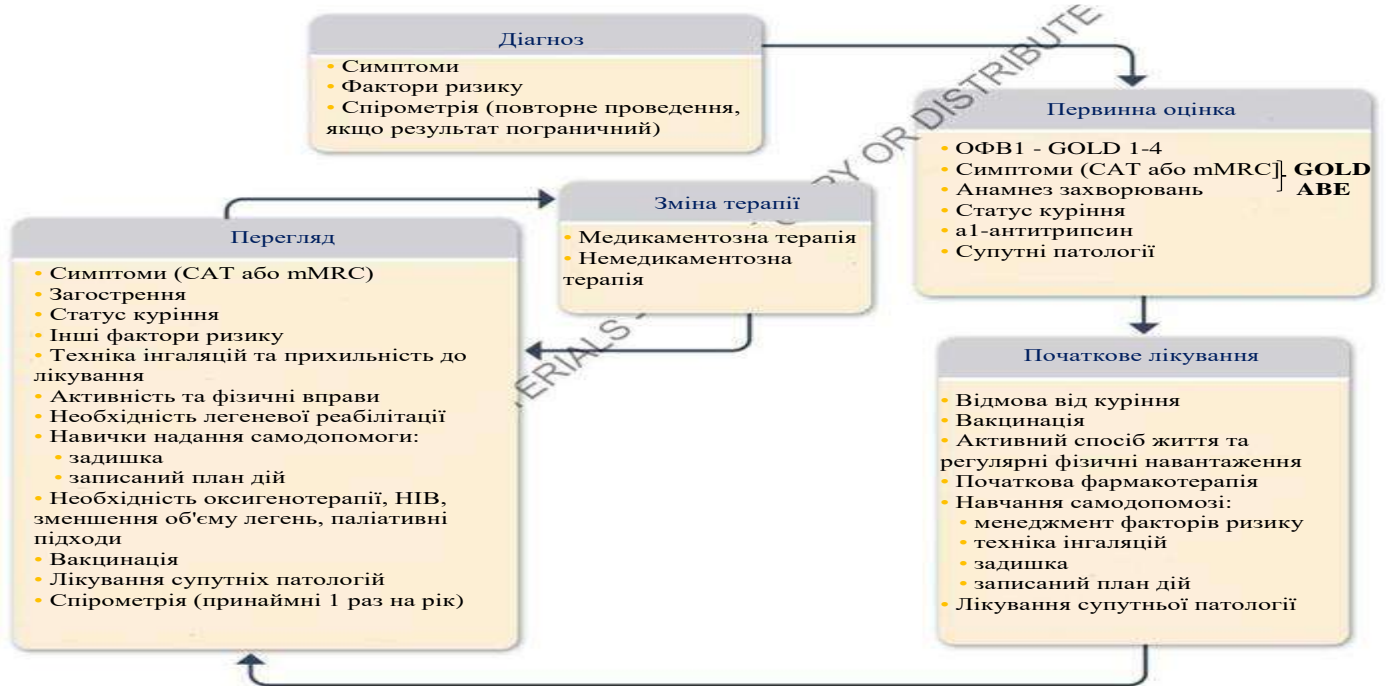 Діагноз
• Симптоми
• Фактори ризику
• Спірометрія (повторне проведення,
якщо результат пограничний)
Первинна оцінка
• ОФВ1 - GOLD 1-4
• Симптоми (CAT або mMRC]
• Анамнез захворювань
GOLD
ABE
• Статус куріння
• а1-антитрипсин
• Супутні патології
Початкове лікування
• Відмова від куріння
• Вакцинація
• Активний спосіб життя та
регулярні фізичні навантаження
• Початкова фармакотерапія
• Навчання самодопомозі:
• менеджмент факторів ризику
• техніка інгаляцій
• задишка
• записаний план дій
• Лікування супутньої патології
Перегляд
• Симптоми (CAT або mMRC)
• Загострення
• Статус куріння
• Інші фактори ризику
• Техніка інгаляцій та прихильність до
лікування
• Активність та фізичні вправи
• Необхідність легеневої реабілітації
• Навички надання самодопомоги:
• задишка
• записаний план дій
• Необхідність оксигенотерапії, НІВ,
зменшення об'єму легень, паліативні
підходи
• Вакцинація
• Лікування супутніх патологій
• Спірометрія (принаймні 1 раз на рік)
Зміна терапії
• Медикаментозна терапія
• Немедикаментозна
терапія
OR DISTRIBUTE